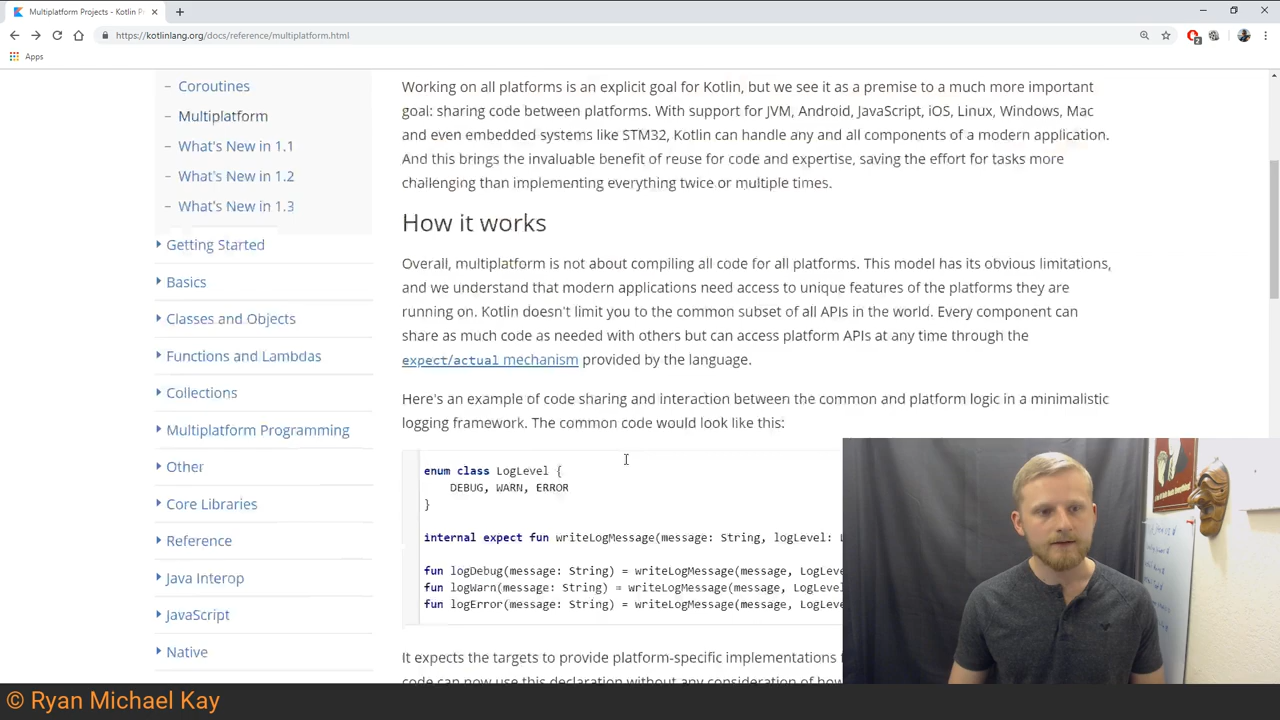 Multiplatform Projects - Kotlin P
https://kotlinlang.org/docs/reference/multiplatform.html
2
Apps
Coroutines
Multiplatform
What's New in 1.1
What's New in 1.2
What's New in 1.3
Getting Started
Basics
Classes and Objects
Functions and Lambdas
Collections
Multiplatform Programming
Other
Core Libraries
Reference
Java Interop
JavaScript
Native
Working on all platforms is an explicit goal for Kotlin, but we see it as a premise to a much more important
goal: sharing code between platforms. With support for JVM, Android, JavaScript, iOS, Linux, Windows, Mac
and even embedded systems like STM32, Kotlin can handle any and all components of a modern application.
And this brings the invaluable benefit of reuse for code and expertise, saving the effort for tasks more
challenging than implementing everything twice or multiple times.
How it works
Overall, multiplatform is not about compiling all code for all platforms. This model has its obvious limitations,
and we understand that modern applications need access to unique features of the platforms they are
running on. Kotlin doesn't limit you to the common subset of all APIs in the world. Every component can
share as much code as needed with others but can access platform APIs at any time through the
expect/actual mechanism provided by the language.
Here's an example of code sharing and interaction between the common and platform logic in a minimalistic
logging framework. The common code would look like this:
enum class LogLevel {
DEBUG, WARN, ERROR
}
internal expect fun writeLogMessage(message: String, logLevel: L
fun logDebug(message: String) = writeLogMessage(message, LogLeve
fun logWarn(message: String) = writeLogMessage(message, LogLevel
fun logError(message: String) = writeLogMessage(message, LogLeve
It expects the targets to provide platform-specific implementations
code can now use this declaration without any consideration of how
© Ryan Michael Kay